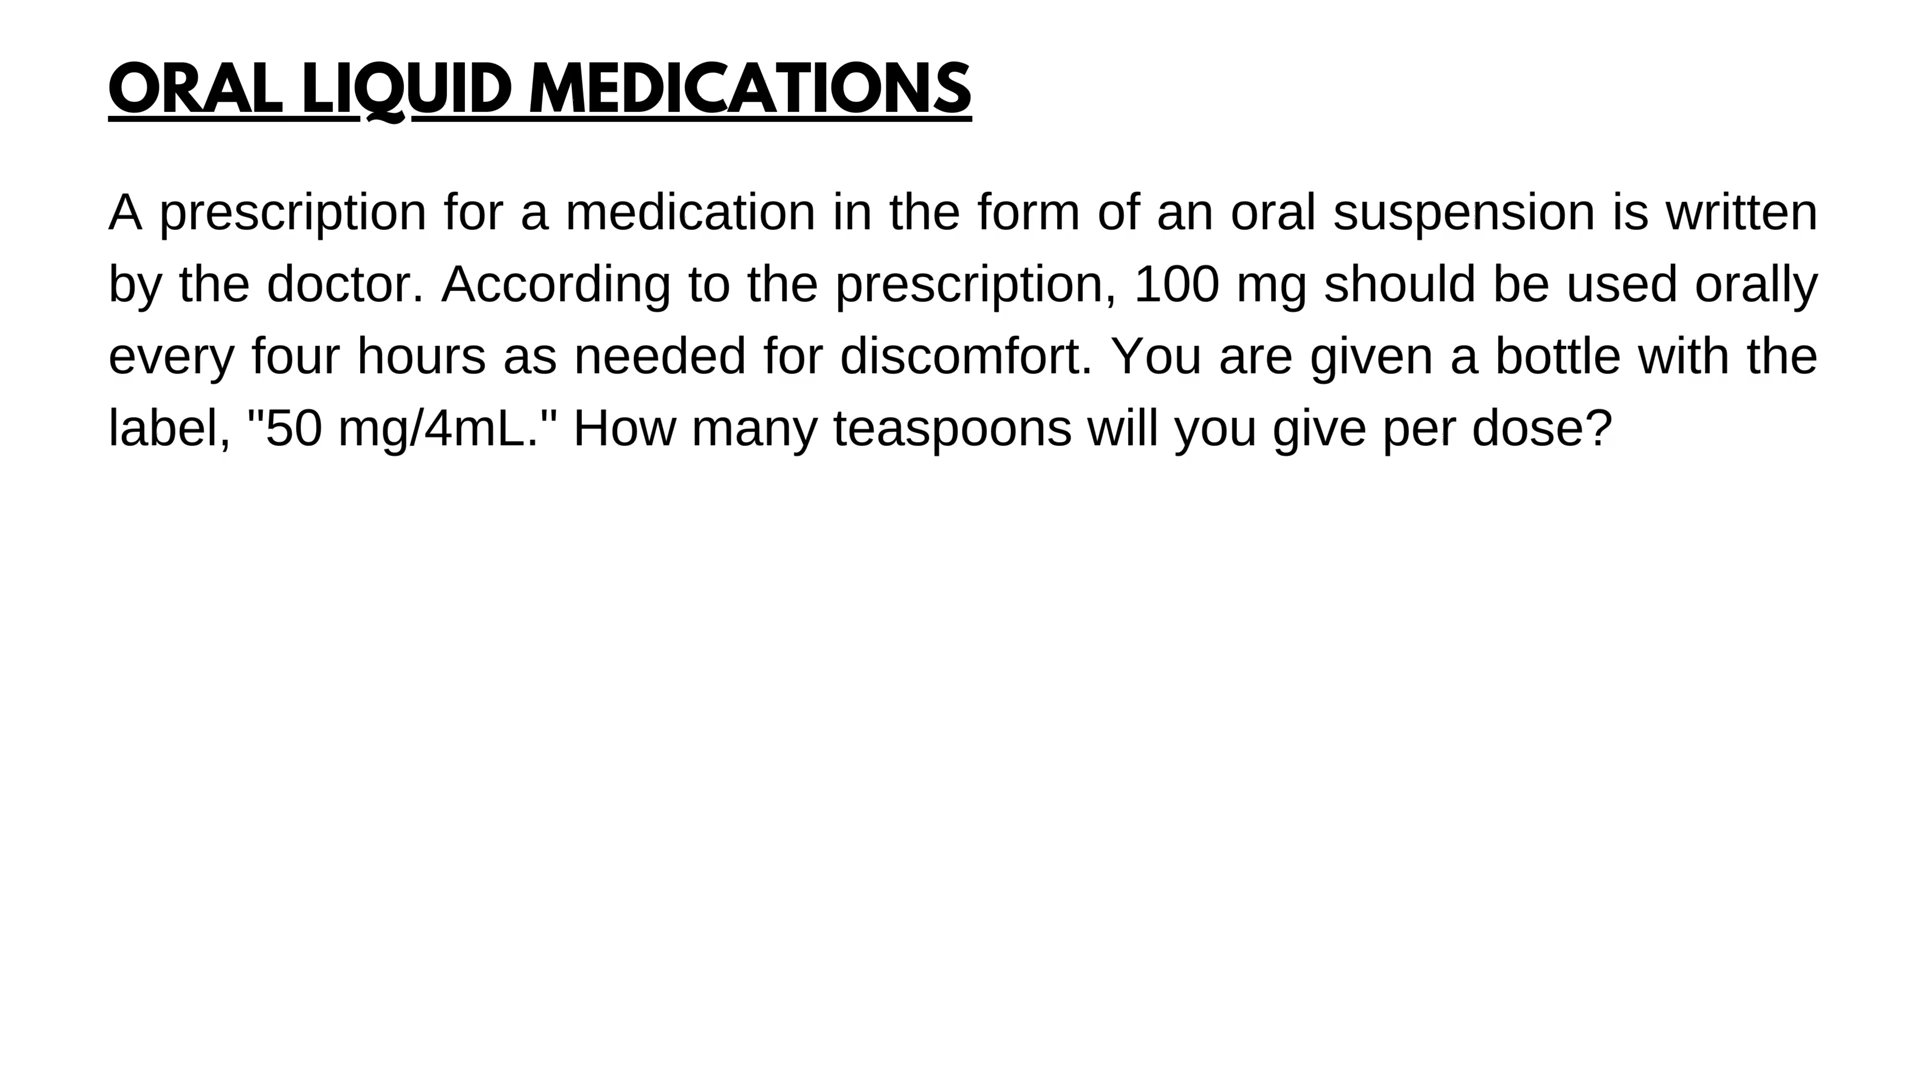 ORAL LIQUID MEDICATIONS
A prescription for a medication in the form of an oral suspension is written
by the doctor. According to the prescription, 100 mg should be used orally
every four hours as needed for discomfort. You are given a bottle with the
label, "50 mg/4mL." How many teaspoons will you give per dose?